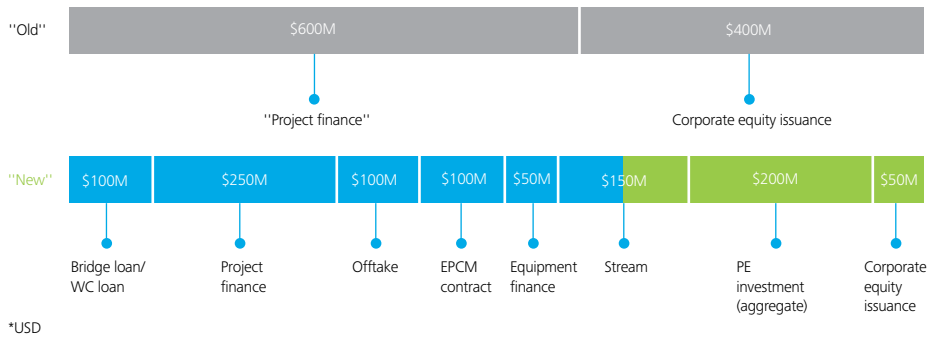 ''Old''
$600M
$400M
''Project finance''
Corporate equity issuance
''New''
$100M
$250M
$100M
$100M
$50M
$150M
$200M
$50M
Bridge loan/
WC loan
Project
finance
Offtake
EPCM
contract
Equipment
finance
Stream
PE
investment
(aggregate)
Corporate
equity
issuance
*USD